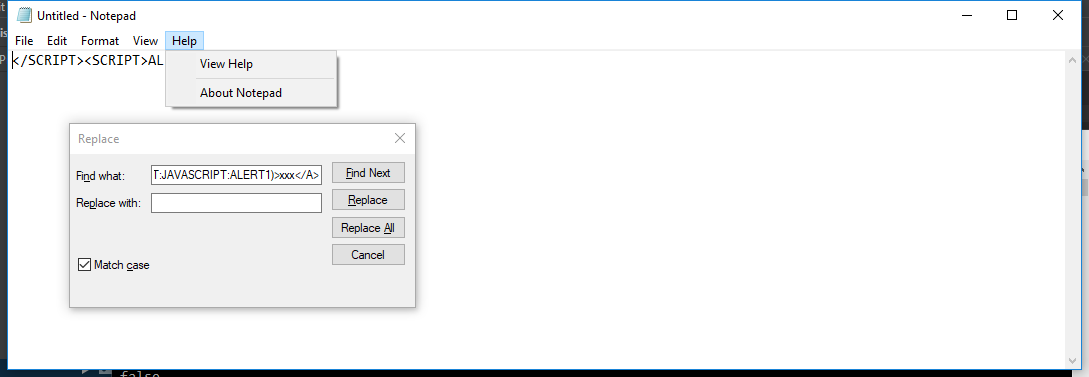 Untitled - Notepad
File Edit Format View Help
</SCRIPT><SCRIPT>AL
View Help
About Notepad
Replace
Find what: T:JAVASCRIPT:ALERT1)>xxx</A> Find Next
Replace with: Replace
Replace All
Cancel
Match case
false